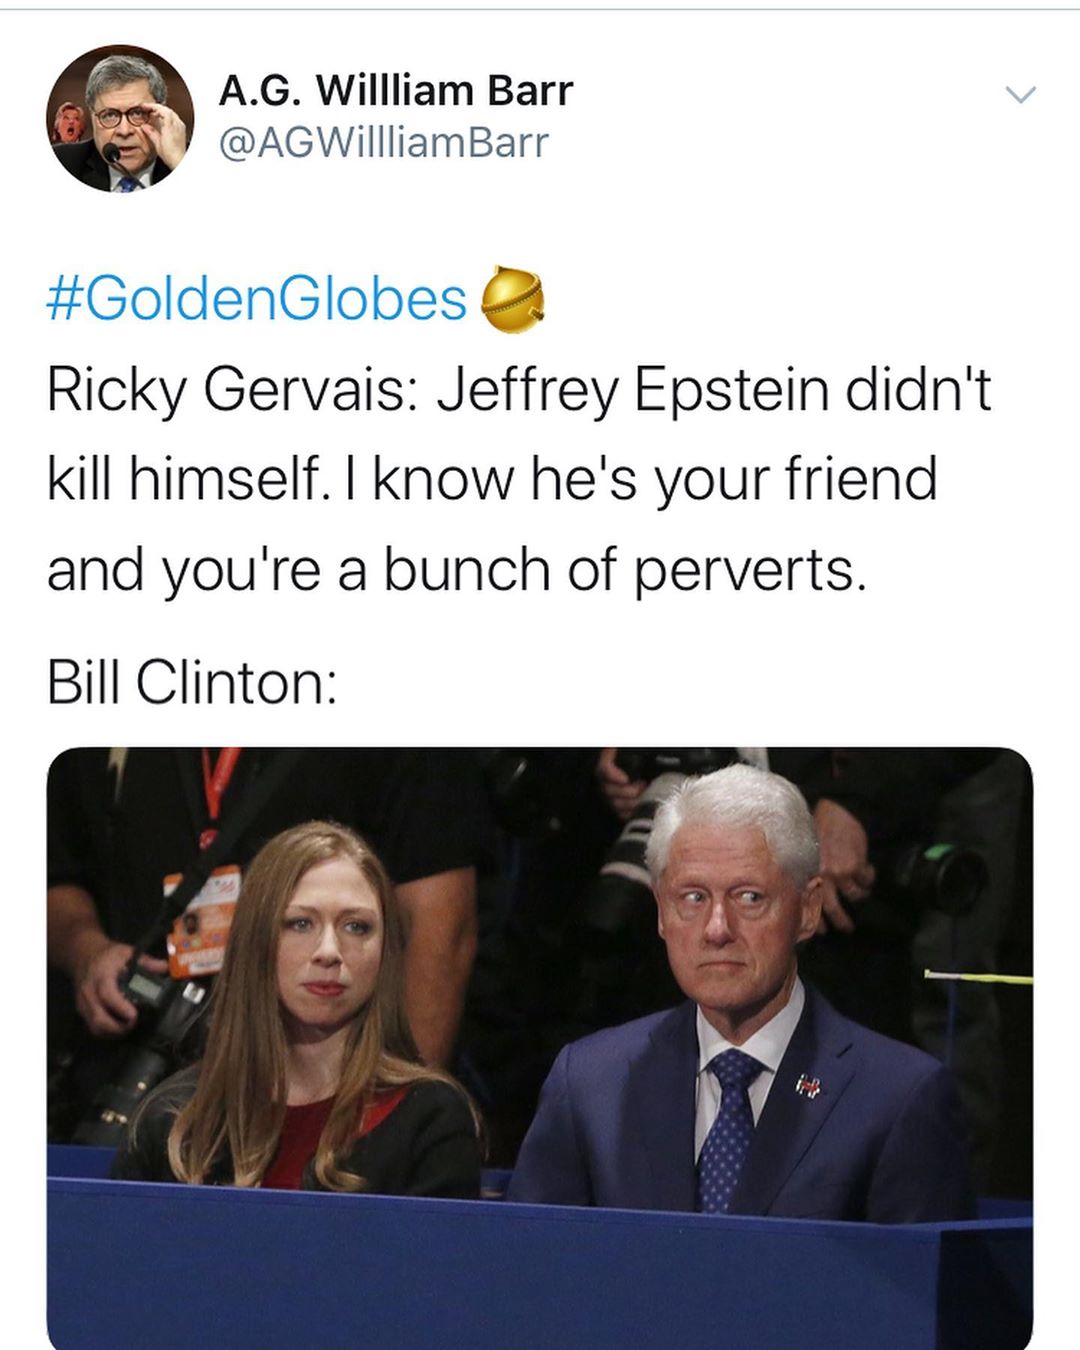 A.G. Willliam Barr
@AGWillliamBarr
#GoldenGlobes
Ricky Gervais: Jeffrey Epstein didn't
kill himself. I know he's your friend
and you're a bunch of perverts.
Bill Clinton: